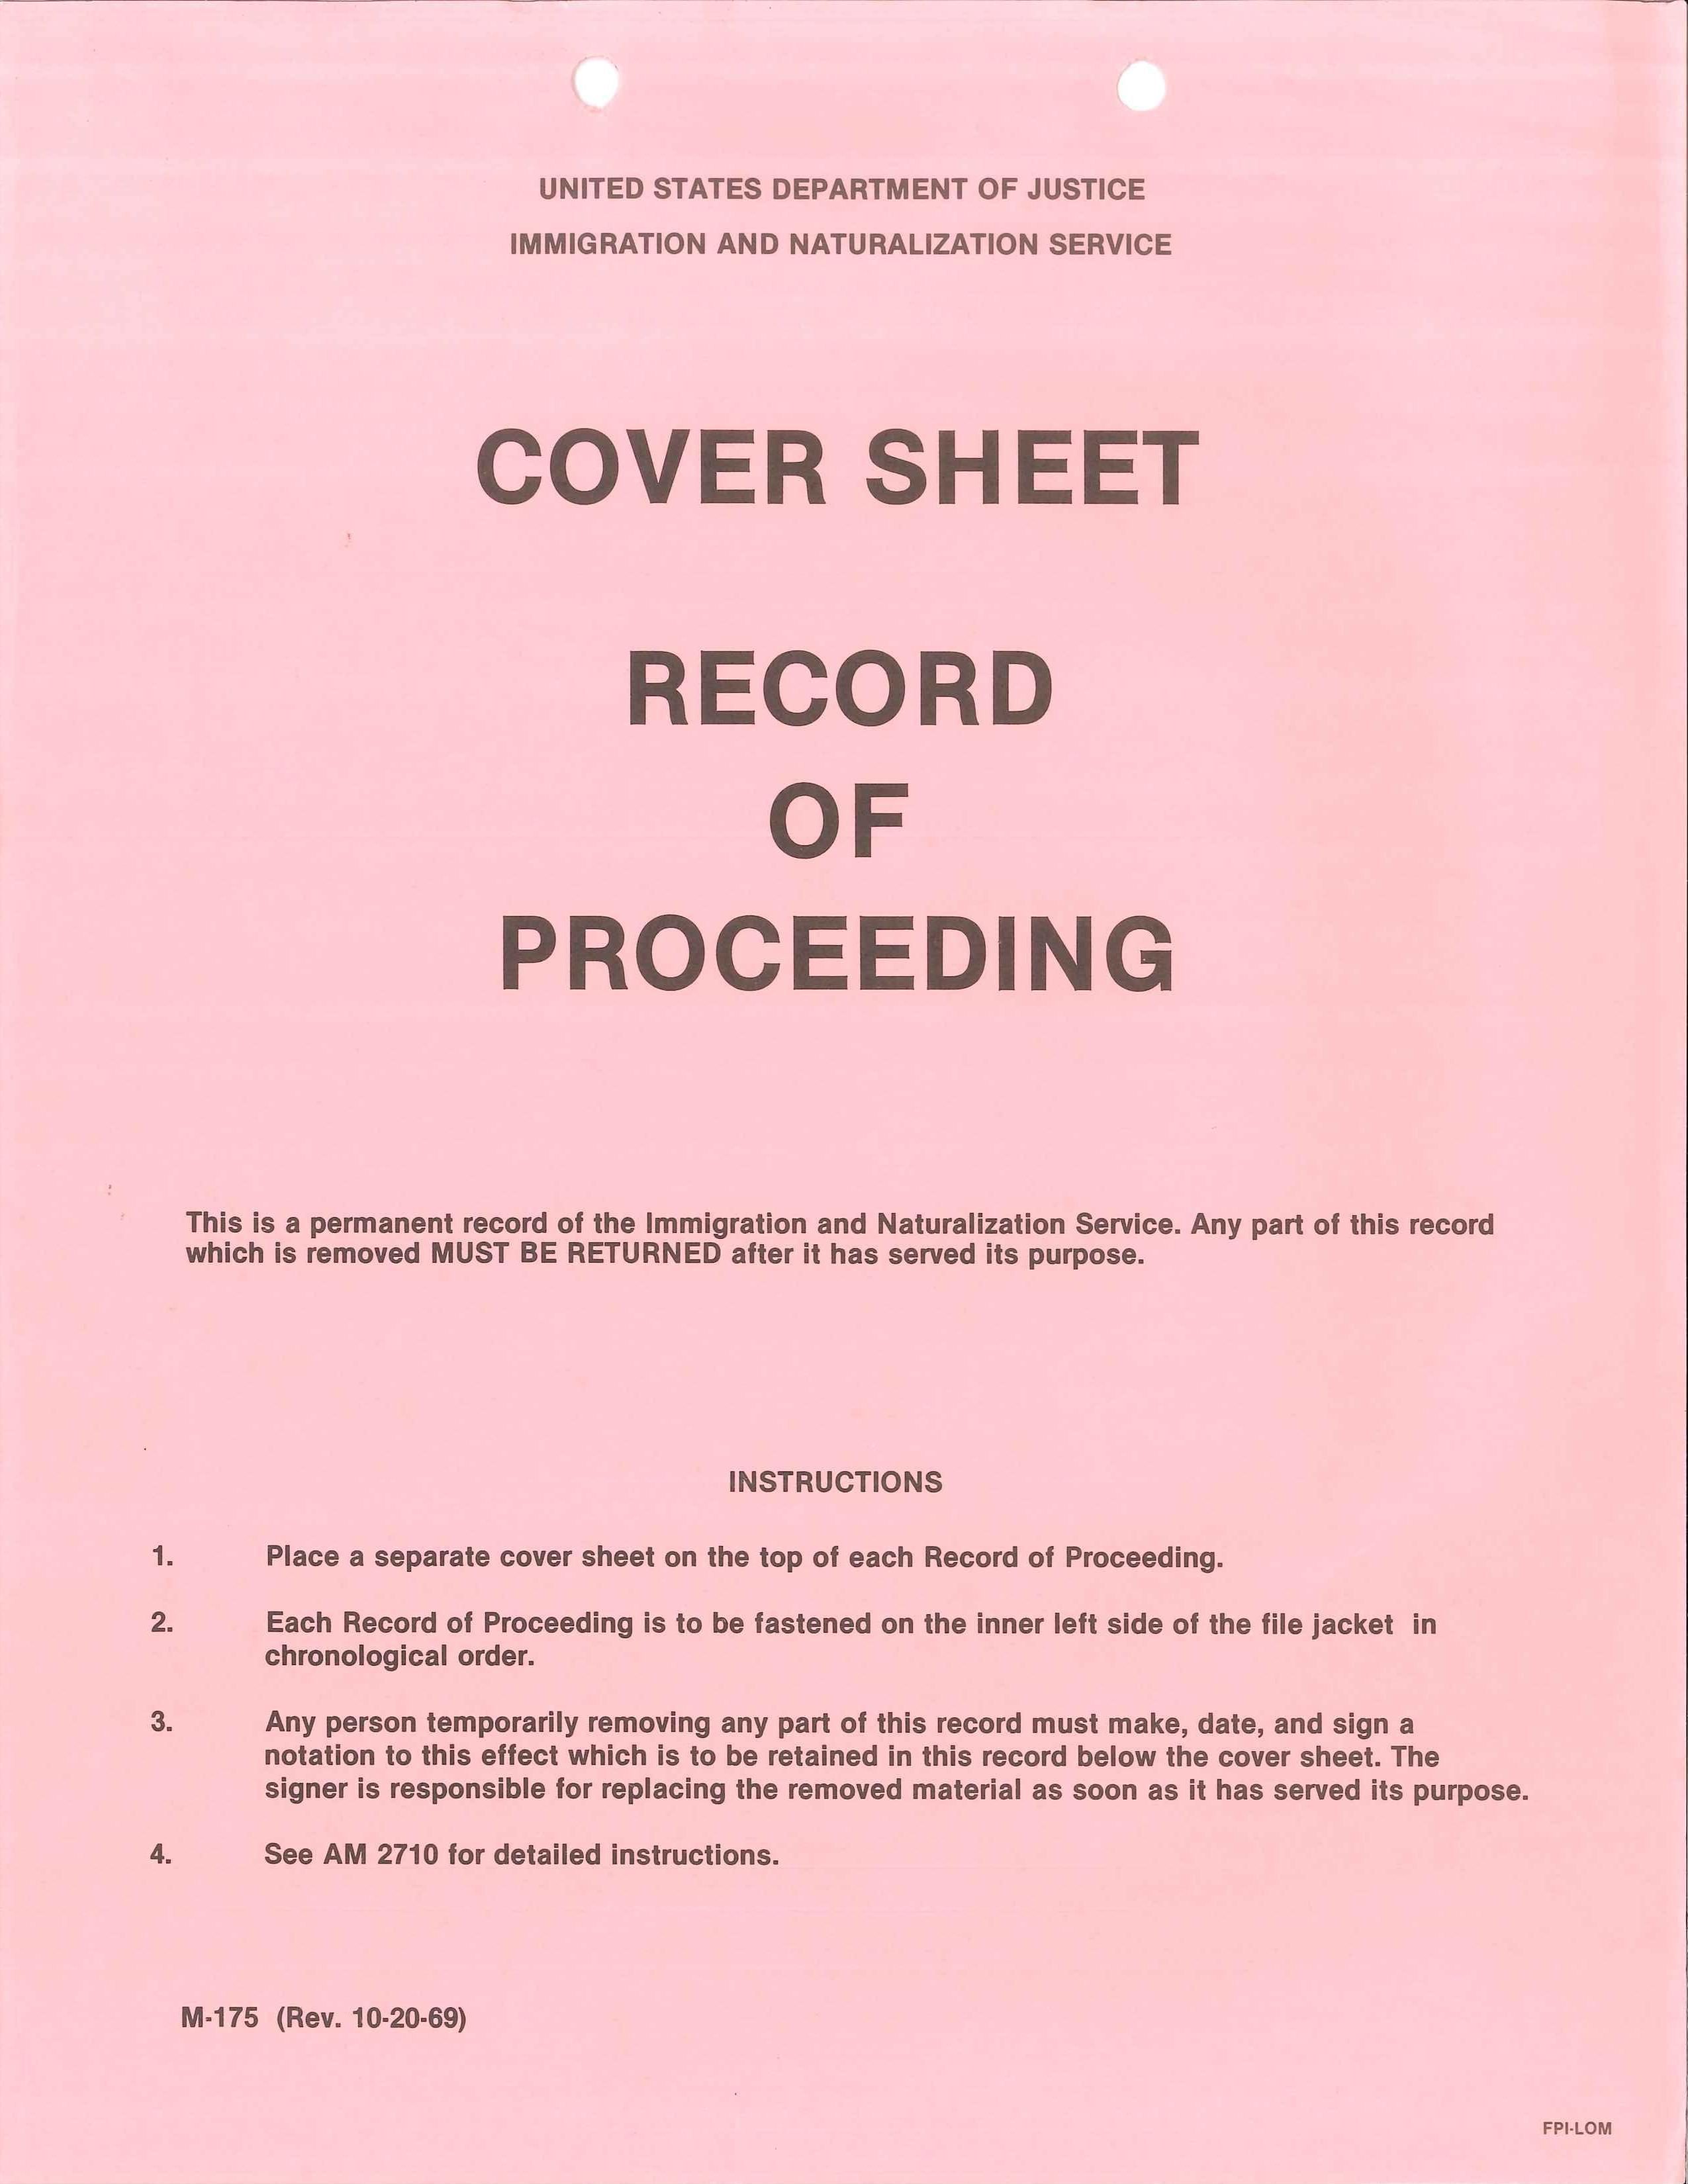 UNITED STATES DEPARTMENT OF JUSTICE
IMMIGRATION AND NATURALIZATION SERVICE
COVER SHEET
RECORD
OF
PROCEEDING
This is a permanent record of the Immigration and Naturalization Service. Any part of this record
which is removed MUST BE RETURNED after it has served its purpose.
INSTRUCTIONS
1. Place a separate cover sheet on the top of each Record of Proceeding.
2. Each Record of Proceeding is to be fastened on the inner left side of the file jacket in
chronological order.
3. Any person temporarily removing any part of this record must make, date, and sign a
notation to this effect which is to be retained in this record below the cover sheet. The
signer is responsible for replacing the removed material as soon as it has served its purpose.
4. See AM 2710 for detailed instructions.
M-175 (Rev. 10-20-69)
FPI-LOM